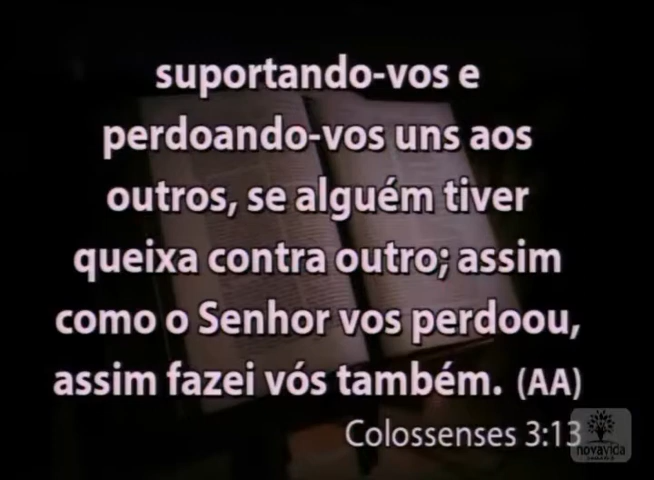 suportando-vos e
perdoando-vos uns aos
outros, se alguém tiver
queixa contra outro; assim
como o Senhor vos perdoou,
assim fazei vós também. (AA)
Colossenses 3:13
novavida